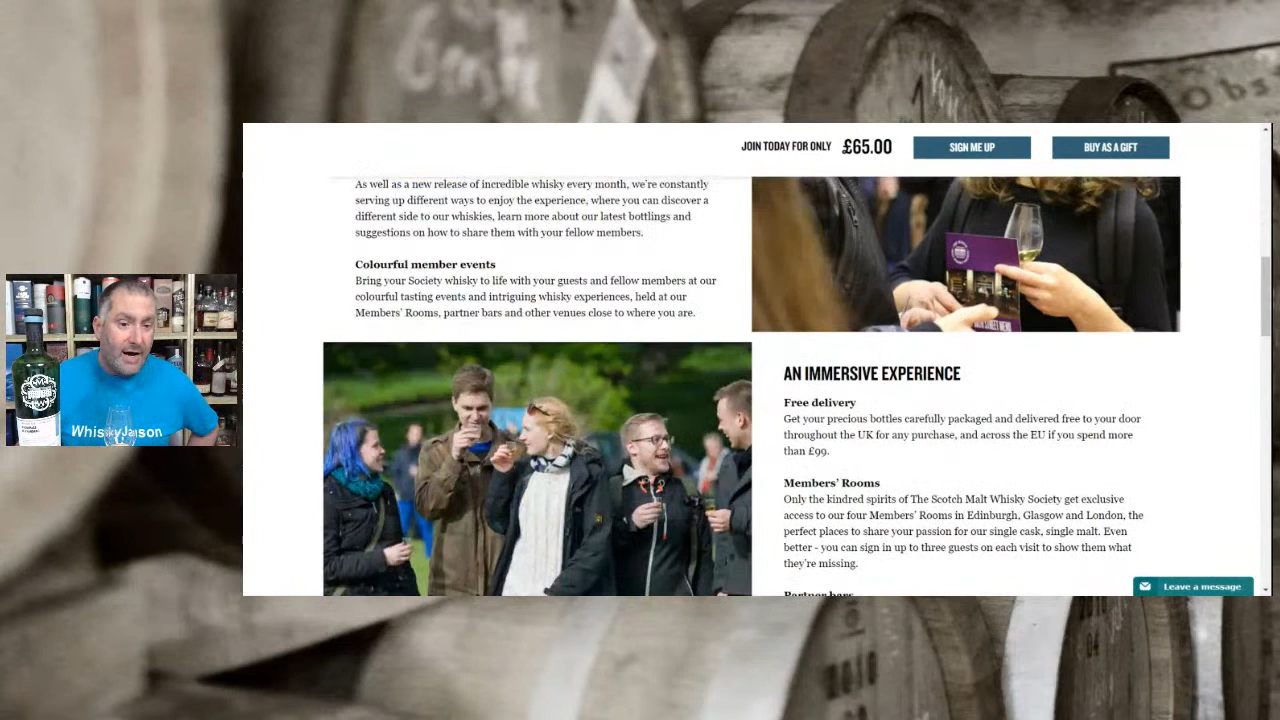 JOIN TODAY FOR ONLY £65.00 SIGN ME UP BUY AS A GIFT
As well as a new release of incredible whisky every month, we're constantly
serving up different ways to enjoy the experience, where you can discover a
different side to our whiskies, learn more about our latest bottlings and
suggestions on how to share them with your fellow members.
Colourful member events
Bring your Society whisky to life with your guests and fellow members at our
colourful tasting events and intriguing whisky experiences, held at our
Members' Rooms, partner bars and other venues close to where you are.
AN IMMERSIVE EXPERIENCE
Free delivery
Get your precious bottles carefully packaged and delivered free to your door
throughout the UK for any purchase, and across the EU if you spend more
than £99.
Members' Rooms
Only the kindred spirits of The Scotch Malt Whisky Society get exclusive
access to our four Members' Rooms in Edinburgh, Glasgow and London, the
perfect places to share your passion for our single cask, single malt. Even
better - you can sign in up to three guests on each visit to show them what
they're missing.
Partner bars
Leave a message
WhiskyJason